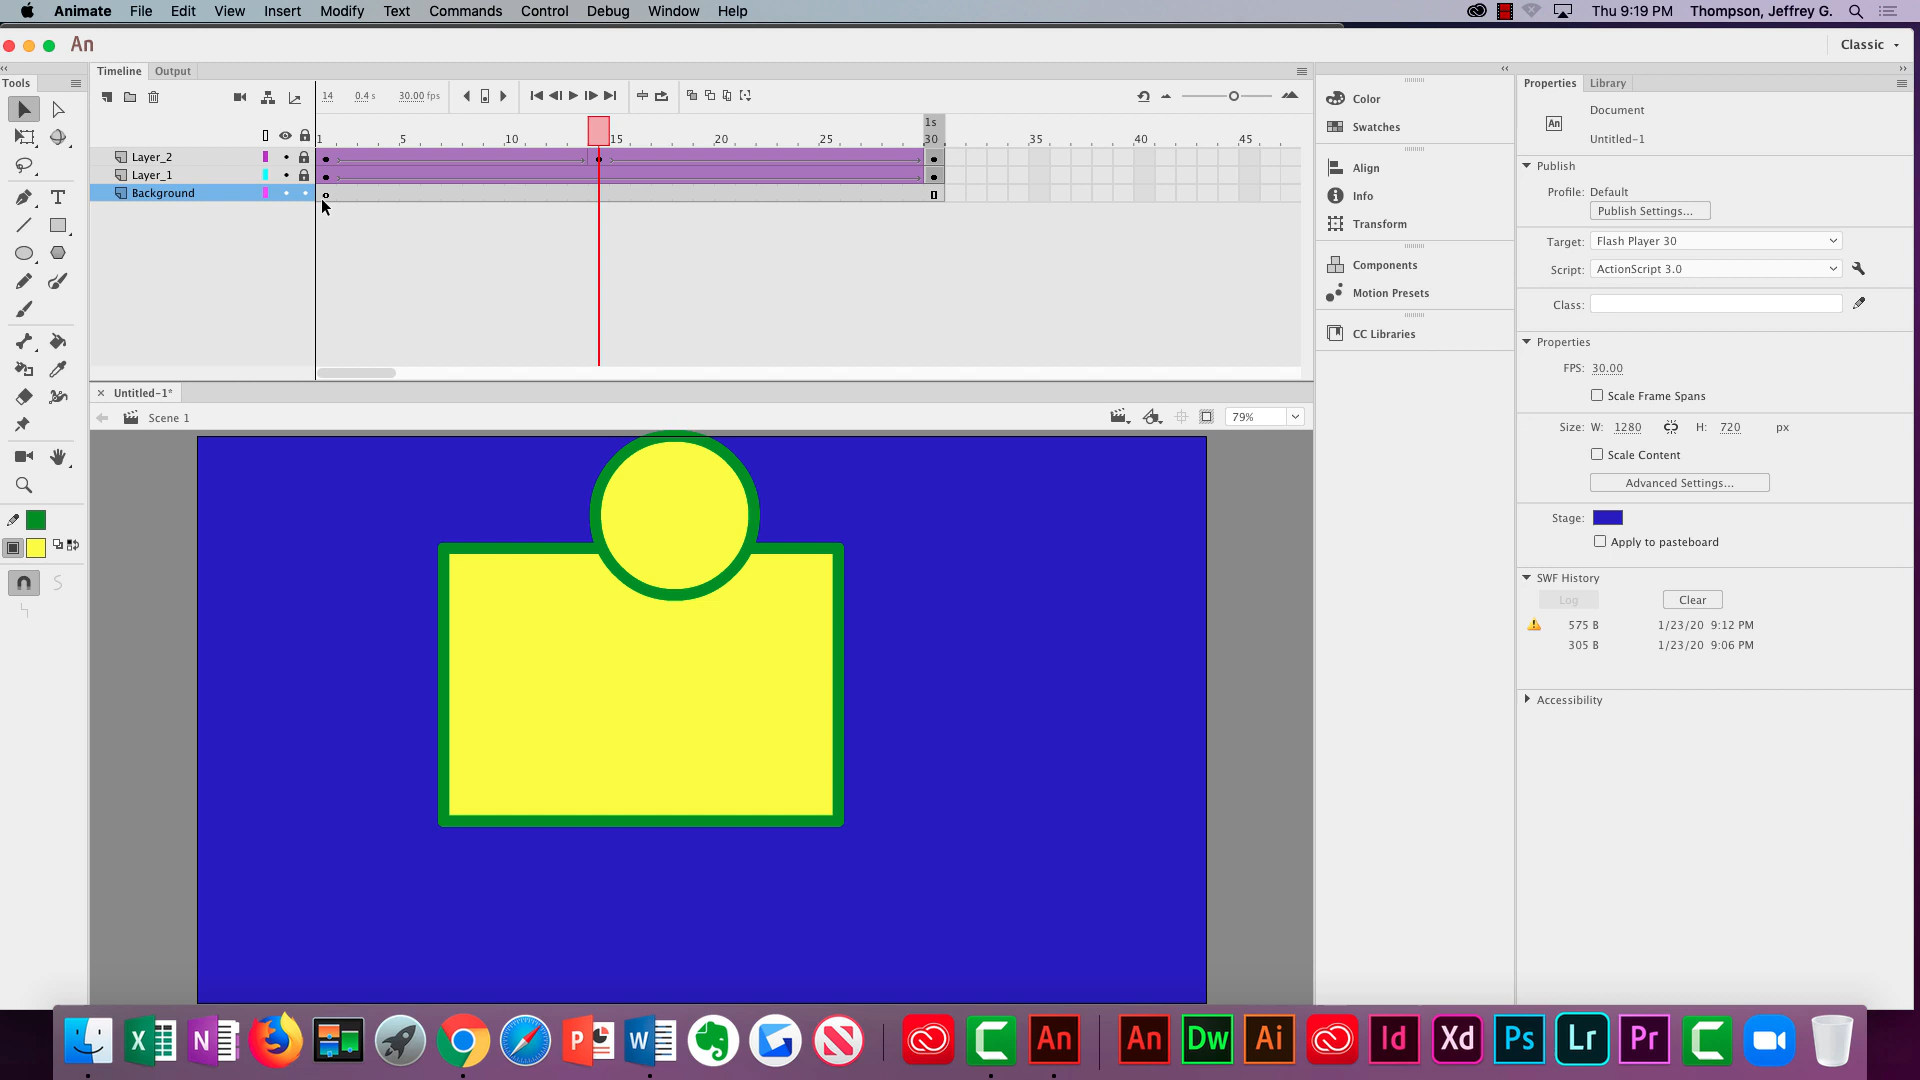 Animate File Edit View Insert Modify Text Commands Control Debug Window Help Thu 9:19 PM Thompson, Jeffrey G.
An Classic
Tools Timeline Output Properties Library
14 0.4 s 30.00 fps
1s
1 5 10 15 20 25 30 35 40 45
Layer_2
Layer_1
Background
Color
Swatches
Align
Info
Transform
Components
Motion Presets
CC Libraries
An Document
Untitled-1
Publish
Profile: Default
Publish Settings...
Target: Flash Player 30
Script: ActionScript 3.0
Class:
Properties
FPS: 30.00
Scale Frame Spans
Size: W: 1280 H: 720 px
Scale Content
Advanced Settings...
Stage:
Apply to pasteboard
SWF History
Log Clear
575 B 1/23/20 9:12 PM
305 B 1/23/20 9:06 PM
Accessibility
Untitled-1*
Scene 1 79%
T
X N P W An An Dw Ai Id Xd Ps Lr Pr